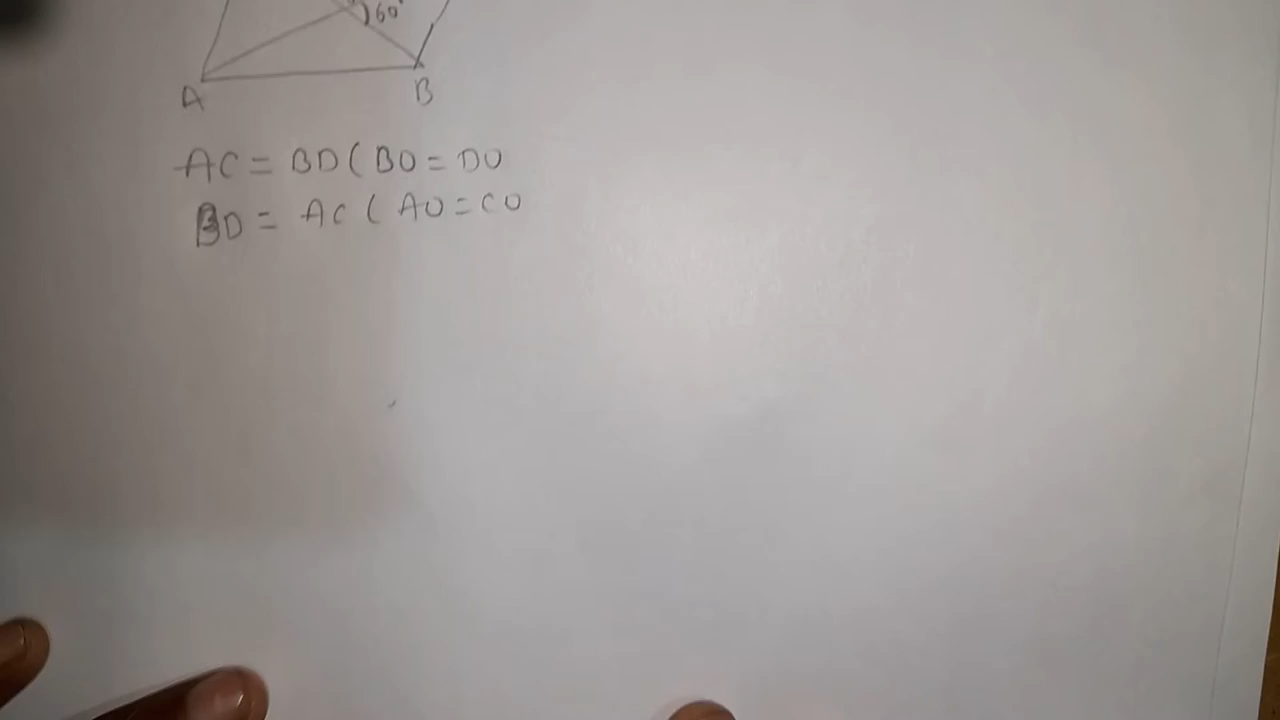 60°
A B
AC = BD ( BO = DO
BD = AC ( AO = CO